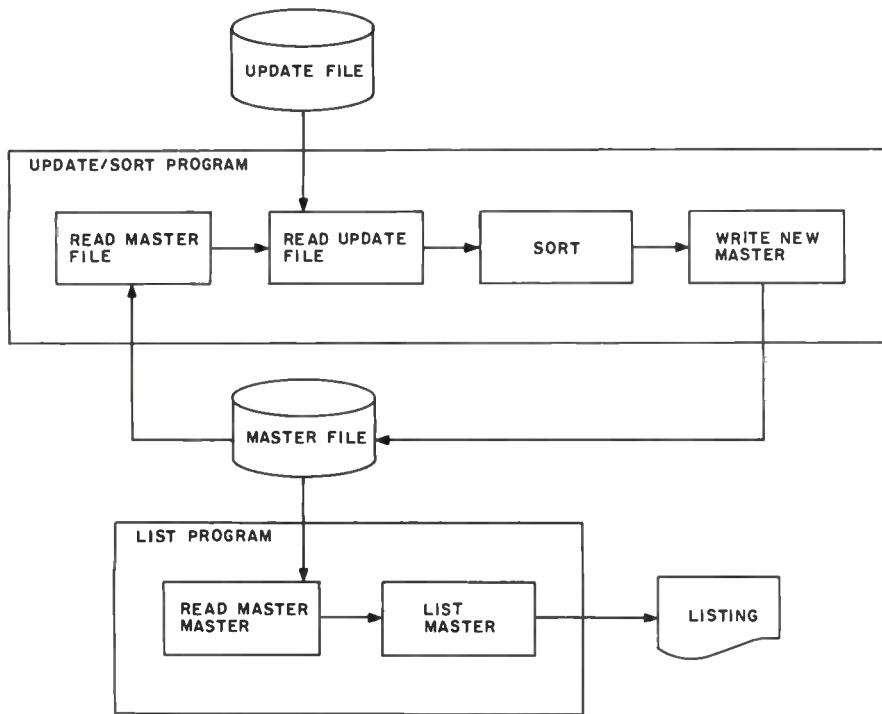 UPDATE FILE
UPDATE/SORT PROGRAM
READ MASTER
FILE
READ UPDATE
FILE
SORT
WRITE NEW
MASTER
MASTER FILE
LIST PROGRAM
READ MASTER
MASTER
LIST
MASTER
LISTING